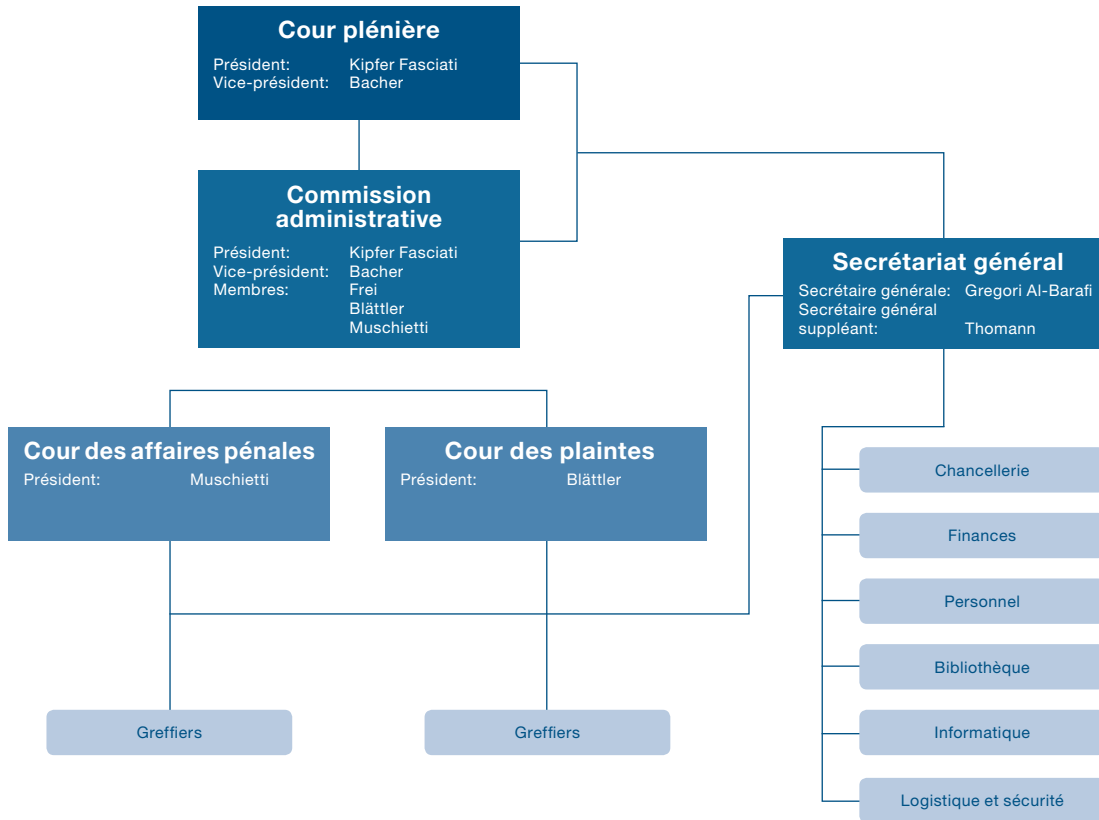 Cour plénière
Président: Kipfer Fasciati
Vice-président: Bacher
Commission
administrative
Président: Kipfer Fasciati
Vice-président: Bacher
Membres: Frei
Blättler
Muschietti
Secrétariat général
Secrétaire générale: Gregori Al-Barafi
Secrétaire général
suppléant: Thomann
Cour des affaires pénales
Président: Muschietti
Cour des plaintes
Président: Blättler
Chancellerie
Finances
Personnel
Bibliothèque
Informatique
Logistique et sécurité
Greffiers
Greffiers